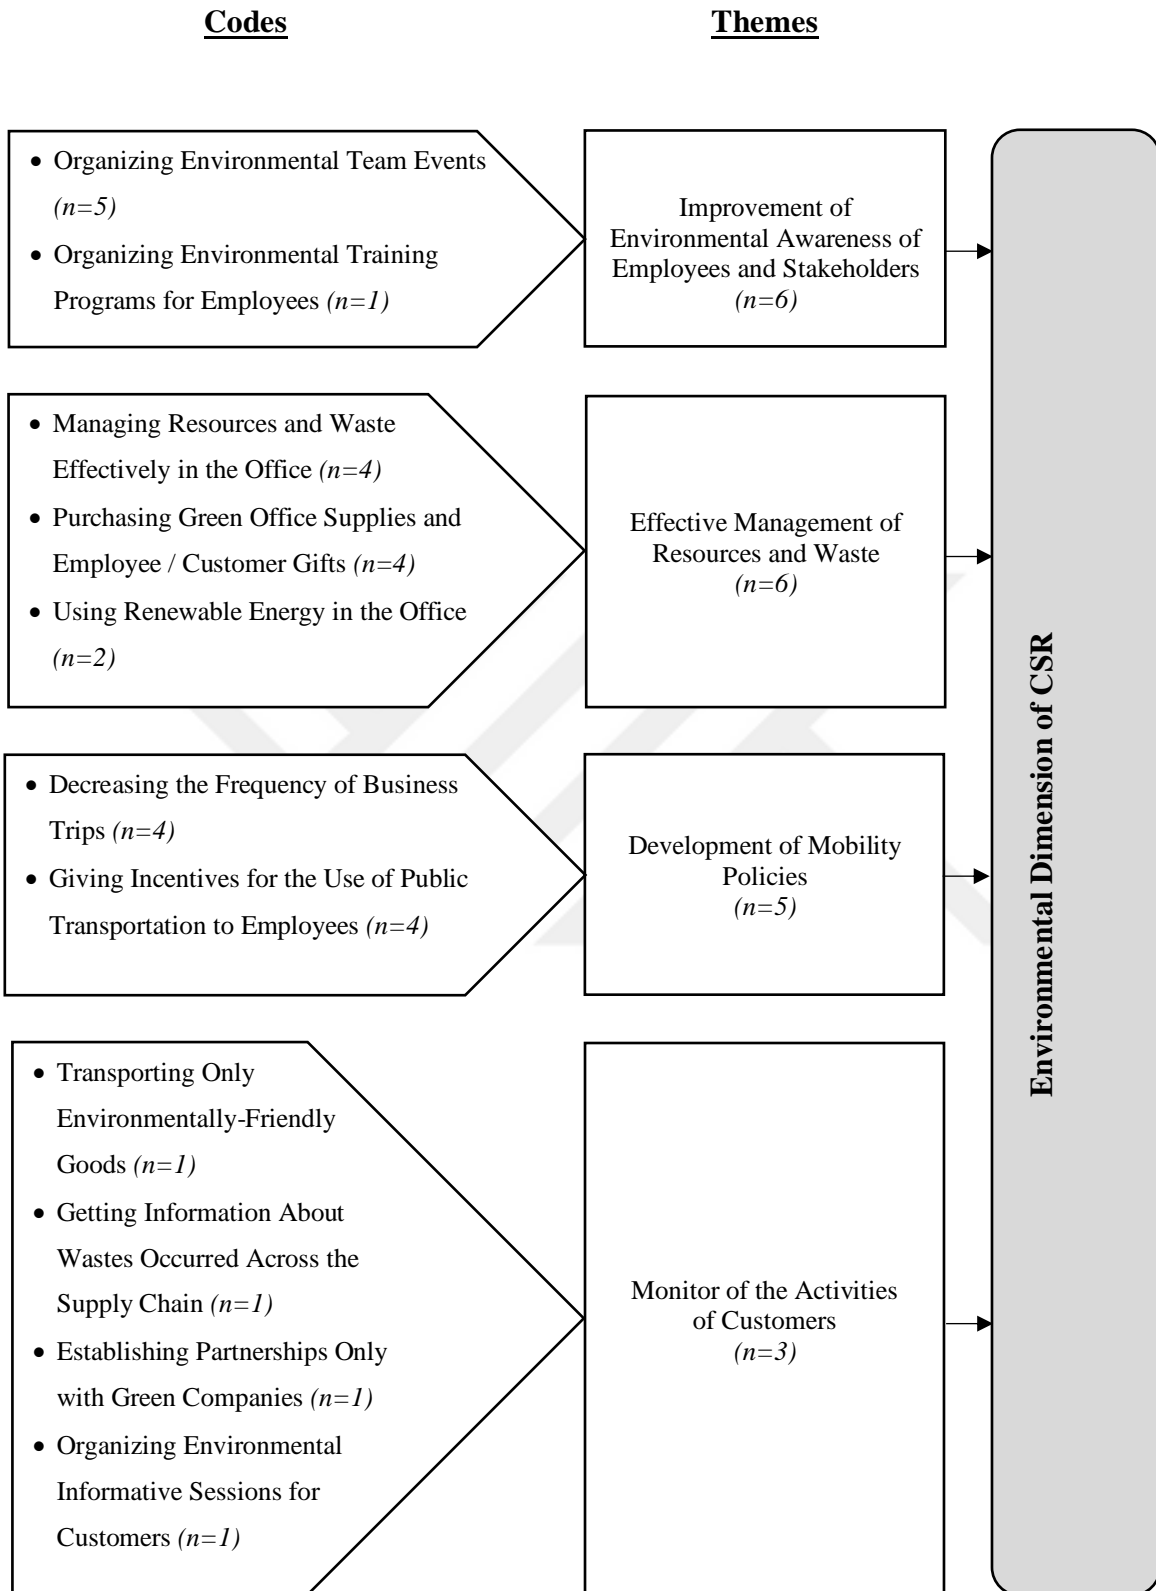 Codes
Themes
• Organizing Environmental Team Events
(n=5)
• Organizing Environmental Training
Programs for Employees (n=1)
Improvement of
Environmental Awareness of
Employees and Stakeholders
(n=6)
• Managing Resources and Waste
Effectively in the Office (n=4)
• Purchasing Green Office Supplies and
Employee / Customer Gifts (n=4)
• Using Renewable Energy in the Office
(n=2)
Effective Management of
Resources and Waste
(n=6)
• Decreasing the Frequency of Business
Trips (n=4)
• Giving Incentives for the Use of Public
Transportation to Employees (n=4)
Development of Mobility
Policies
(n=5)
• Transporting Only
Environmentally-Friendly
Goods (n=1)
• Getting Information About
Wastes Occurred Across the
Supply Chain (n=1)
• Establishing Partnerships Only
with Green Companies (n=1)
• Organizing Environmental
Informative Sessions for
Customers (n=1)
Monitor of the Activities
of Customers
(n=3)
Environmental Dimension of CSR